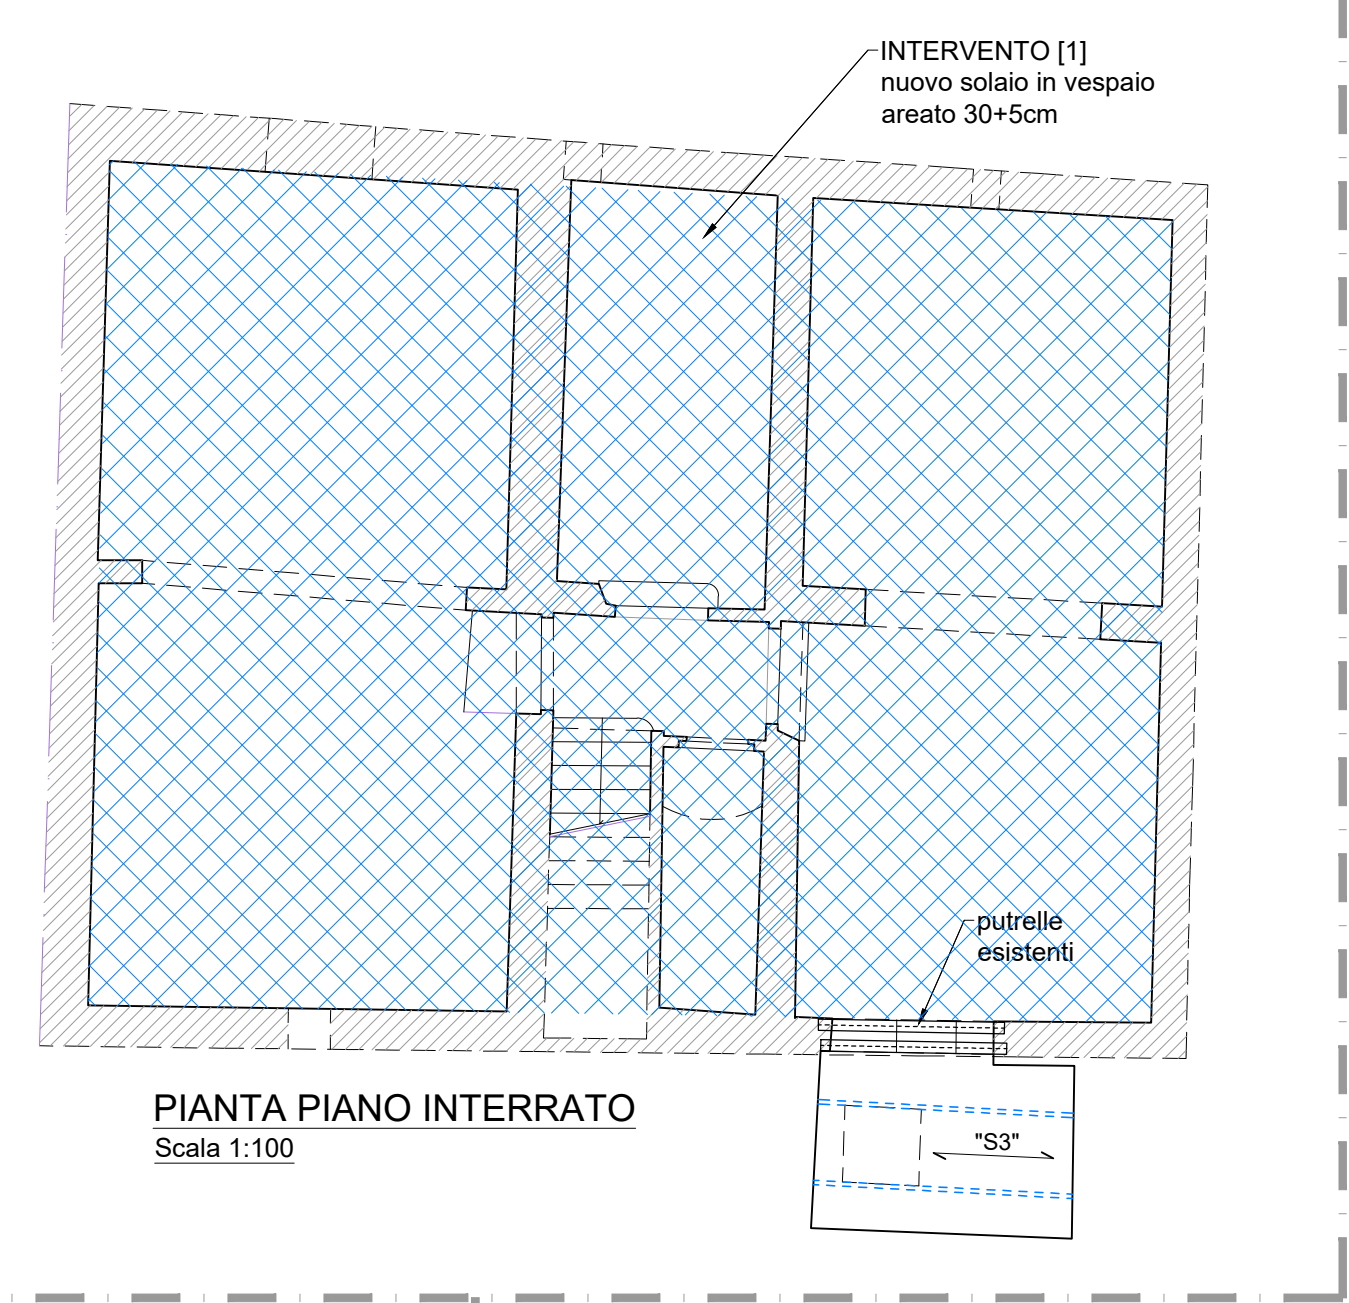 INTERVENTO [1]
nuovo solaio in vespaio
areato 30+5cm
putrelle
esistenti
PIANTA PIANO INTERRATO
Scala 1:100
"S3"